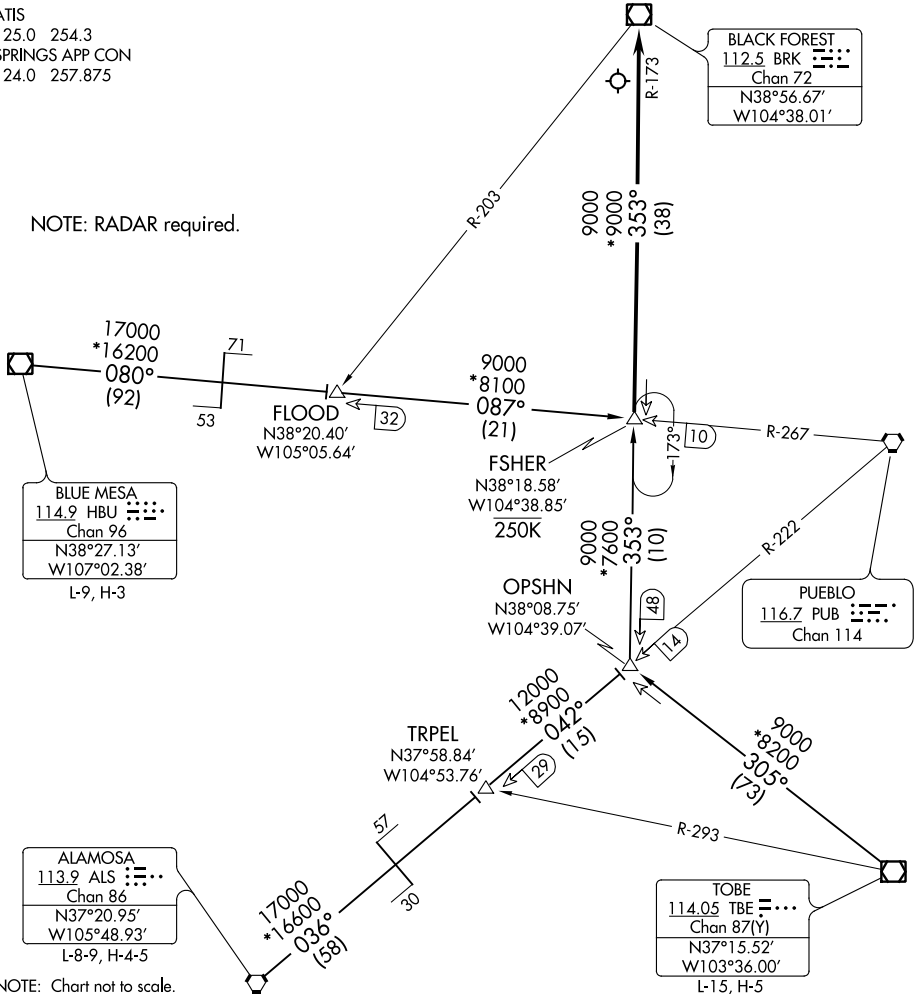 ATIS
25.0 254.3
SPRINGS APP CON
24.0 257.875
BLACK FOREST
112.5 BRK
Chan 72
N38°56.67'
W104°38.01'
R-173
R-203
NOTE: RADAR required.
9000
*9000
353°
(38)
17000
*16200
080°
(92)
71
53
FLOOD
N38°20.40'
W105°05.64'
32
9000
*8100
087°
(21)
FSHER
N38°18.58'
W104°38.85'
250K
173°
10
R-267
BLUE MESA
114.9 HBU
Chan 96
N38°27.13'
W107°02.38'
L-9, H-3
9000
*7600
353°
(10)
R-222
OPSHN
N38°08.75'
W104°39.07'
48
14
PUEBLO
116.7 PUB
Chan 114
12000
*8900
042°
(15)
TRPEL
N37°58.84'
W104°53.76'
29
9000
*8200
305°
(73)
R-293
57
30
ALAMOSA
113.9 ALS
Chan 86
N37°20.95'
W105°48.93'
L-8-9, H-4-5
17000
*16600
036°
(58)
TOBE
114.05 TBE
Chan 87(Y)
N37°15.52'
W103°36.00'
L-15, H-5
NOTE: Chart not to scale.